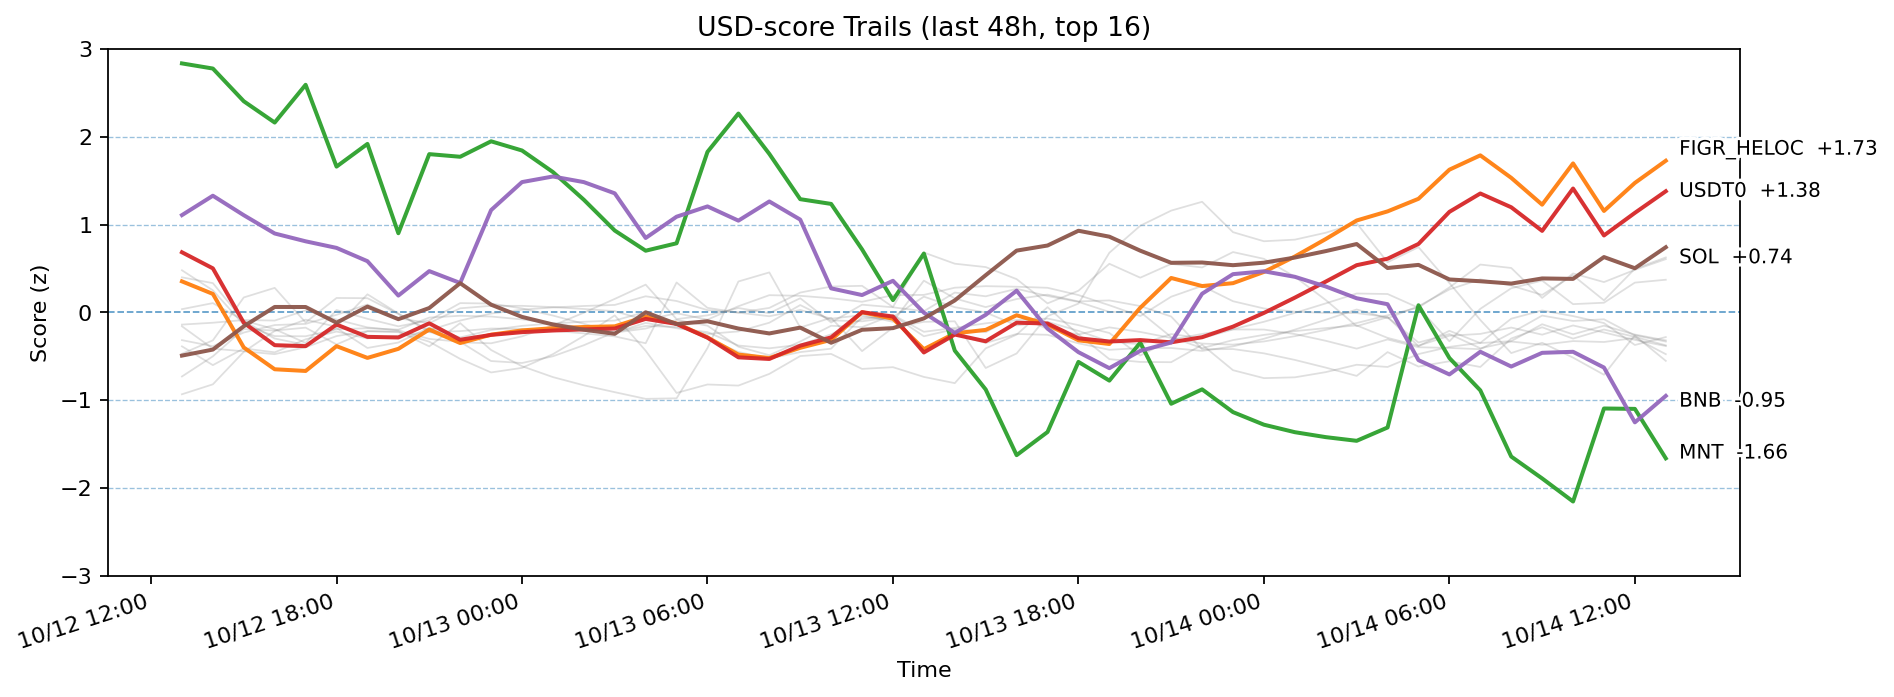 USD-score Trails (last 48h, top 16)
Score (z)
3
2
1
0
−1
−2
−3
FIGR_HELOC +1.73
USDT0 +1.38
SOL +0.74
BNB -0.95
MNT -1.66
10/12 12:00
10/12 18:00
10/13 00:00
10/13 06:00
10/13 12:00
10/13 18:00
10/14 00:00
10/14 06:00
10/14 12:00
Time